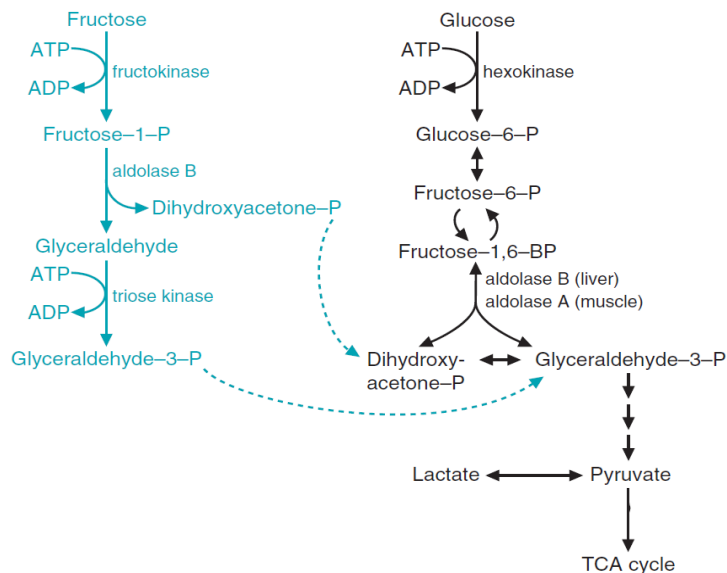 Fructose
ATP
fructokinase
ADP
Fructose–1–P
aldolase B
Dihydroxyacetone–P
Glyceraldehyde
ATP
triose kinase
ADP
Glyceraldehyde–3–P
Glucose
ATP
hexokinase
ADP
Glucose–6–P
Fructose–6–P
Fructose–1,6–BP
aldolase B (liver)
aldolase A (muscle)
Dihydroxy-
acetone–P
Glyceraldehyde–3–P
Lactate
Pyruvate
TCA cycle